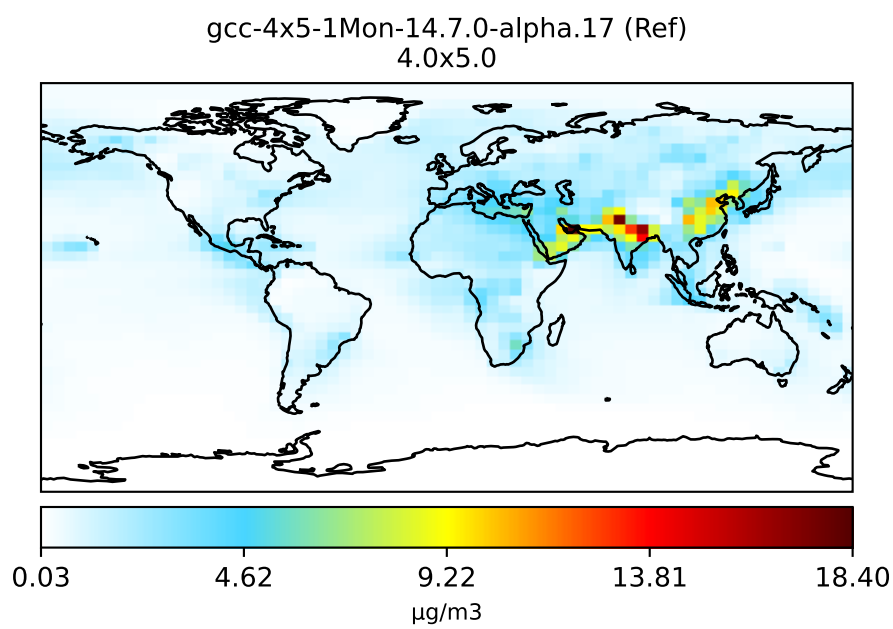 gcc-4x5-1Mon-14.7.0-alpha.17 (Ref)
4.0x5.0
0.03 4.62 9.22 13.81 18.40
μg/m3